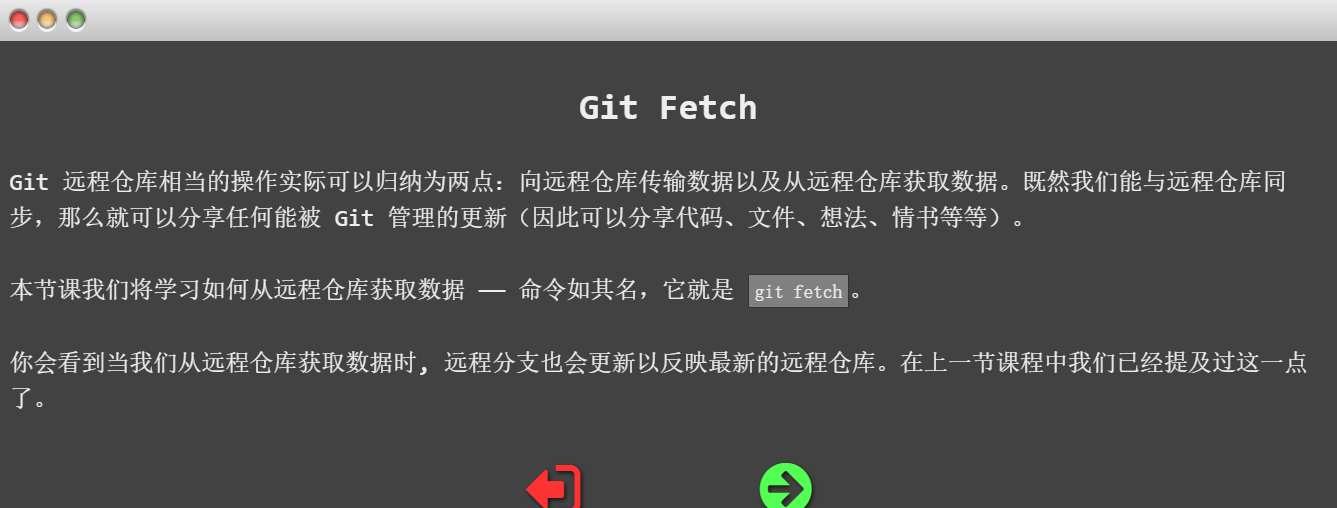 Git Fetch
Git 远程仓库相当的操作实际可以归纳为两点：向远程仓库传输数据以及从远程仓库获取数据。既然我们能与远程仓库同
步，那么就可以分享任何能被 Git 管理的更新（因此可以分享代码、文件、想法、情书等等）。
本节课我们将学习如何从远程仓库获取数据 —— 命令如其名，它就是 git fetch。
你会看到当我们从远程仓库获取数据时, 远程分支也会更新以反映最新的远程仓库。在上一节课程中我们已经提及过这一点
了。